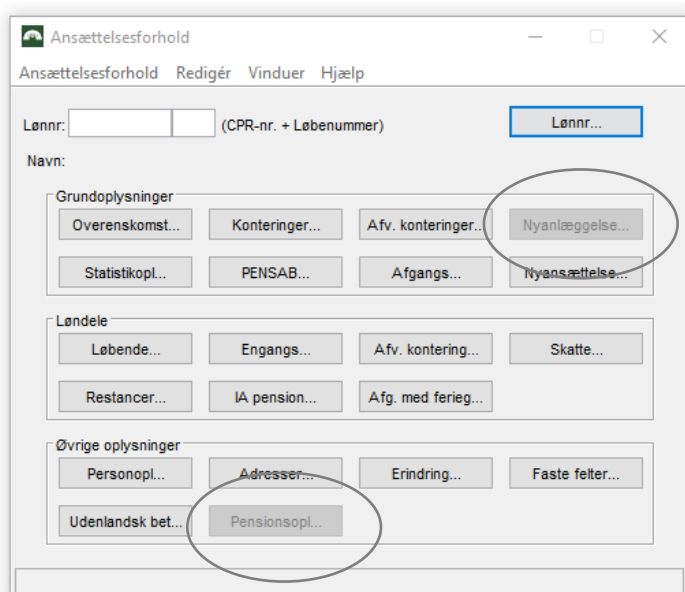 Ansættelsesforhold
Ansættelsesforhold Redigér Vinduer Hjælp
Lønnr: (CPR-nr. + Løbenummer) Lønnr...
Navn:
Grundoplysninger
Overenskomst... Konteringer... Afv. konteringer... Nyanlæggelse...
Statistikopl... PENSAB... Afgangs... Nyansættelse...
Løndele
Løbende... Engangs... Afv. kontering... Skatte...
Restancer... IA pension... Afg. med ferieg...
Øvrige oplysninger
Personopl... Adresser... Erindring... Faste felter...
Udenlandsk bet... Pensionsopl...